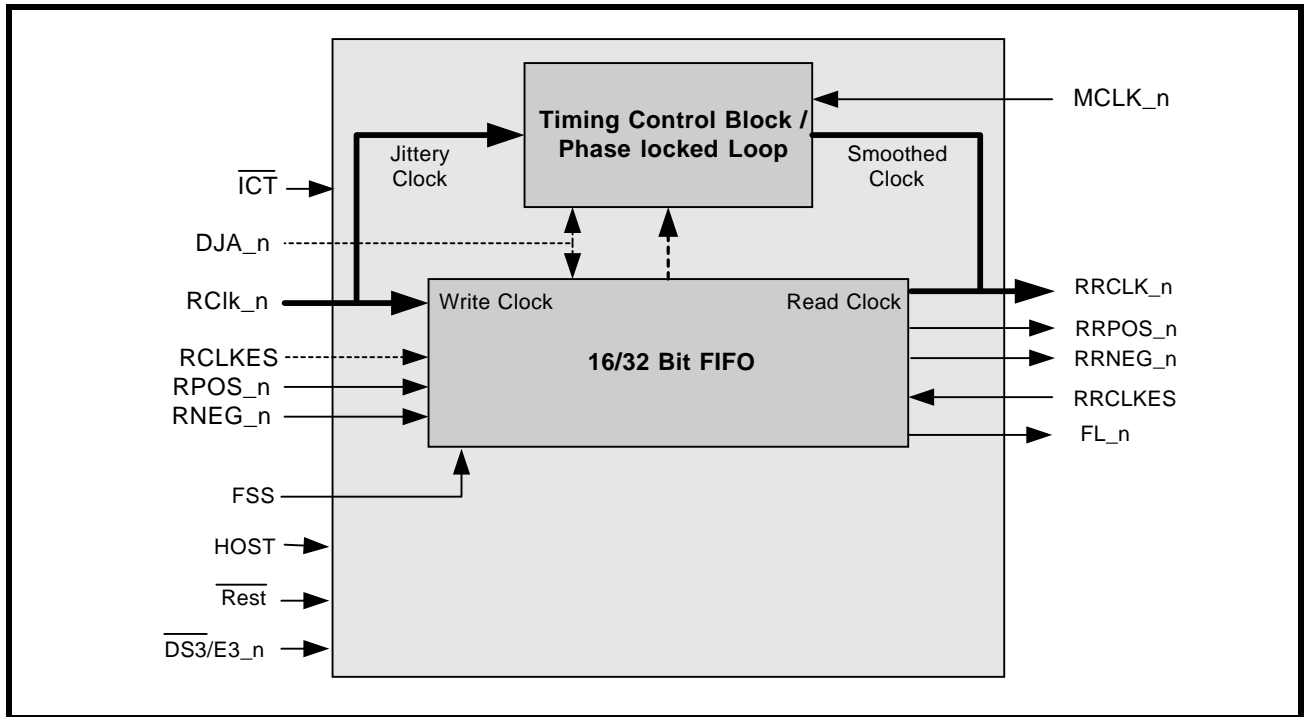 Timing Control Block /
Phase locked Loop
MCLK_n
Jittery
Clock
Smoothed
Clock
ICT
DJA_n
RClk_n
Write Clock
Read Clock
RRCLK_n
RRPOS_n
RCLKES
16/32 Bit FIFO
RRNEG_n
RPOS_n
RRCLKES
RNEG_n
FL_n
FSS
HOST
Rest
DS3/E3_n